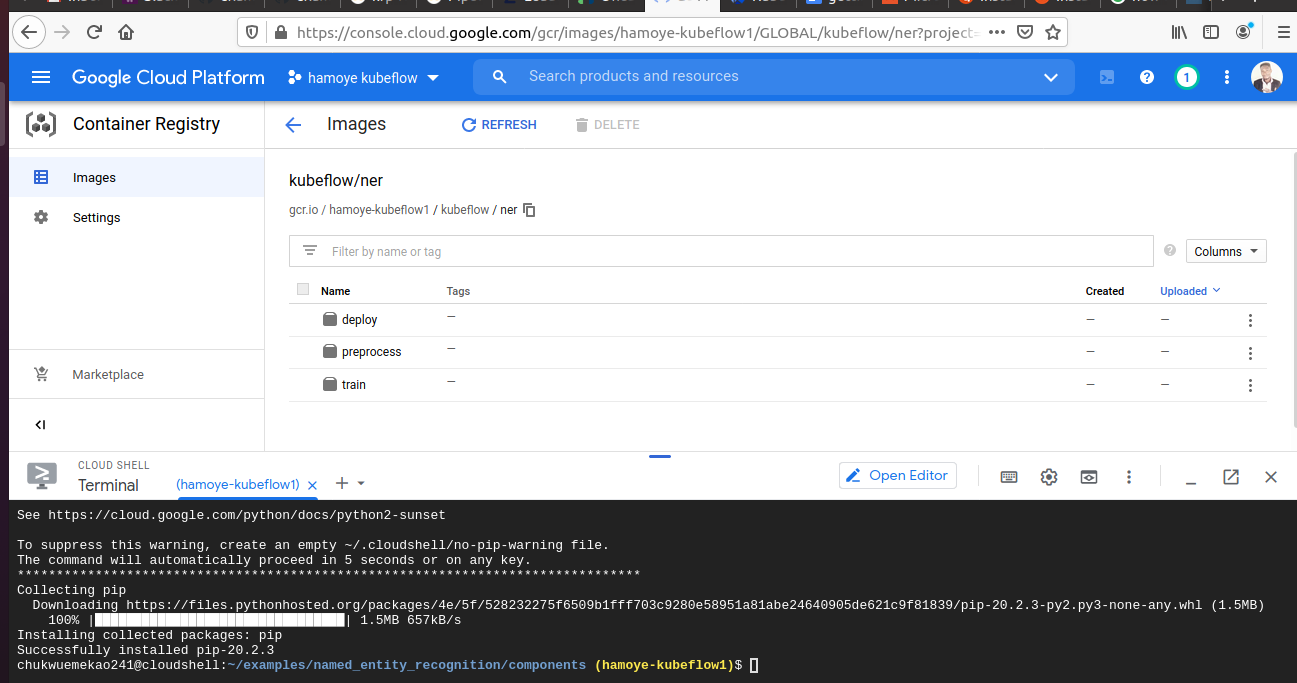 https://console.cloud.google.com/gcr/images/hamoye-kubeflow1/GLOBAL/kubeflow/ner?project=
Google Cloud Platform
hamoye kubeflow
Search products and resources
1
Container Registry
Images
REFRESH
DELETE
Images
Settings
Marketplace
kubeflow/ner
gcr.io / hamoye-kubeflow1 / kubeflow / ner
Filter by name or tag
Columns
Name Tags Created Uploaded
deploy — — —
preprocess — — —
train — — —
CLOUD SHELL
Terminal
(hamoye-kubeflow1)
Open Editor
See https://cloud.google.com/python/docs/python2-sunset
To suppress this warning, create an empty ~/.cloudshell/no-pip-warning file.
The command will automatically proceed in 5 seconds or on any key.
********************************************************************************
Collecting pip
Downloading https://files.pythonhosted.org/packages/4e/5f/528232275f6509b1fff703c9280e58951a81abe24640905de621c9f81839/pip-20.2.3-py2.py3-none-any.whl (1.5MB)
100% |████████████████████████████████| 1.5MB 657kB/s
Installing collected packages: pip
Successfully installed pip-20.2.3
chukwuemekao241@cloudshell:~/examples/named_entity_recognition/components (hamoye-kubeflow1)$